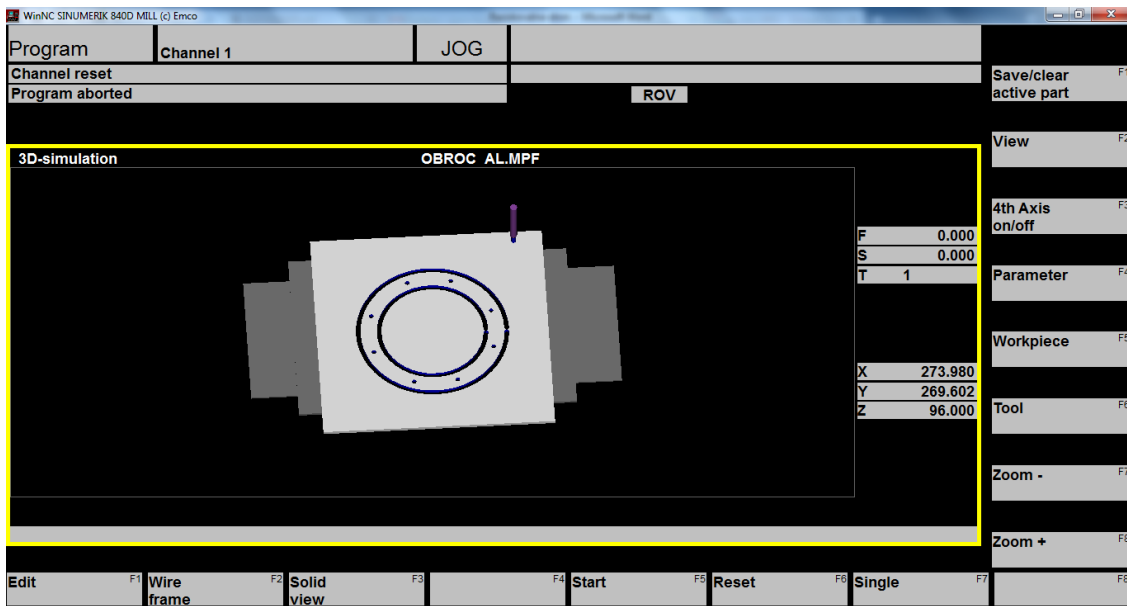 WinNC SINUMERIK 840D MILL (c) Emco
Program
Channel 1
JOG
Channel reset
Program aborted
ROV
3D-simulation
OBROC AL.MPF
F 0.000
S 0.000
T 1
X 273.980
Y 269.602
Z 96.000
Save/clear F1
active part
View F2
4th Axis F3
on/off
Parameter F4
Workpiece F5
Tool F6
Zoom - F7
Zoom + F8
Edit F1
Wire F2
frame
Solid F3
view
F4
Start F5
Reset F6
Single F7
F8